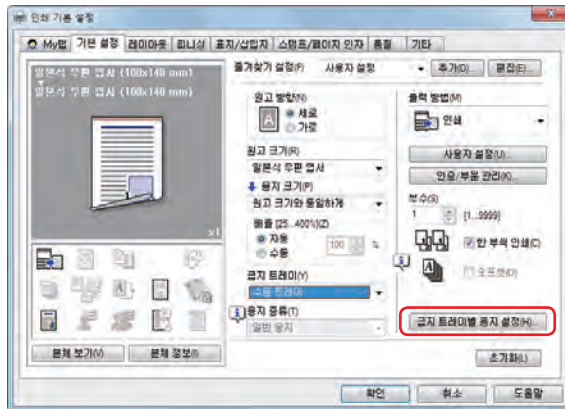 인쇄 기본 설정
My탭 기본 설정 레이아웃 피니싱 표지/삽입지 스탬프/페이지 인자 품질 기타
일본식 우편 엽서 (100x148 mm)
일본식 우편 엽서 (100x148 mm)
x1
본체 보기(V) 본체 정보(I)
즐겨찾기 설정(F) 사용자 설정 추가(D)... 편집(E)...
원고 방향(N)
세로
가로
원고 크기(R)
일본식 우편 엽서
용지 크기(P)
원고 크기와 동일하게
배율 [25...400%](Z)
자동
수동
100 %
급지 트레이(Y)
수동 트레이
용지 종류(T)
일반 용지
출력 방법(M)
인쇄
사용자 설정(U)...
인증/부문 관리(K)...
부수(S)
1 [1...9999]
한 부씩 인쇄(C)
오프셋(O)
급지 트레이별 용지 설정(H)...
초기화(L)
확인 취소 도움말